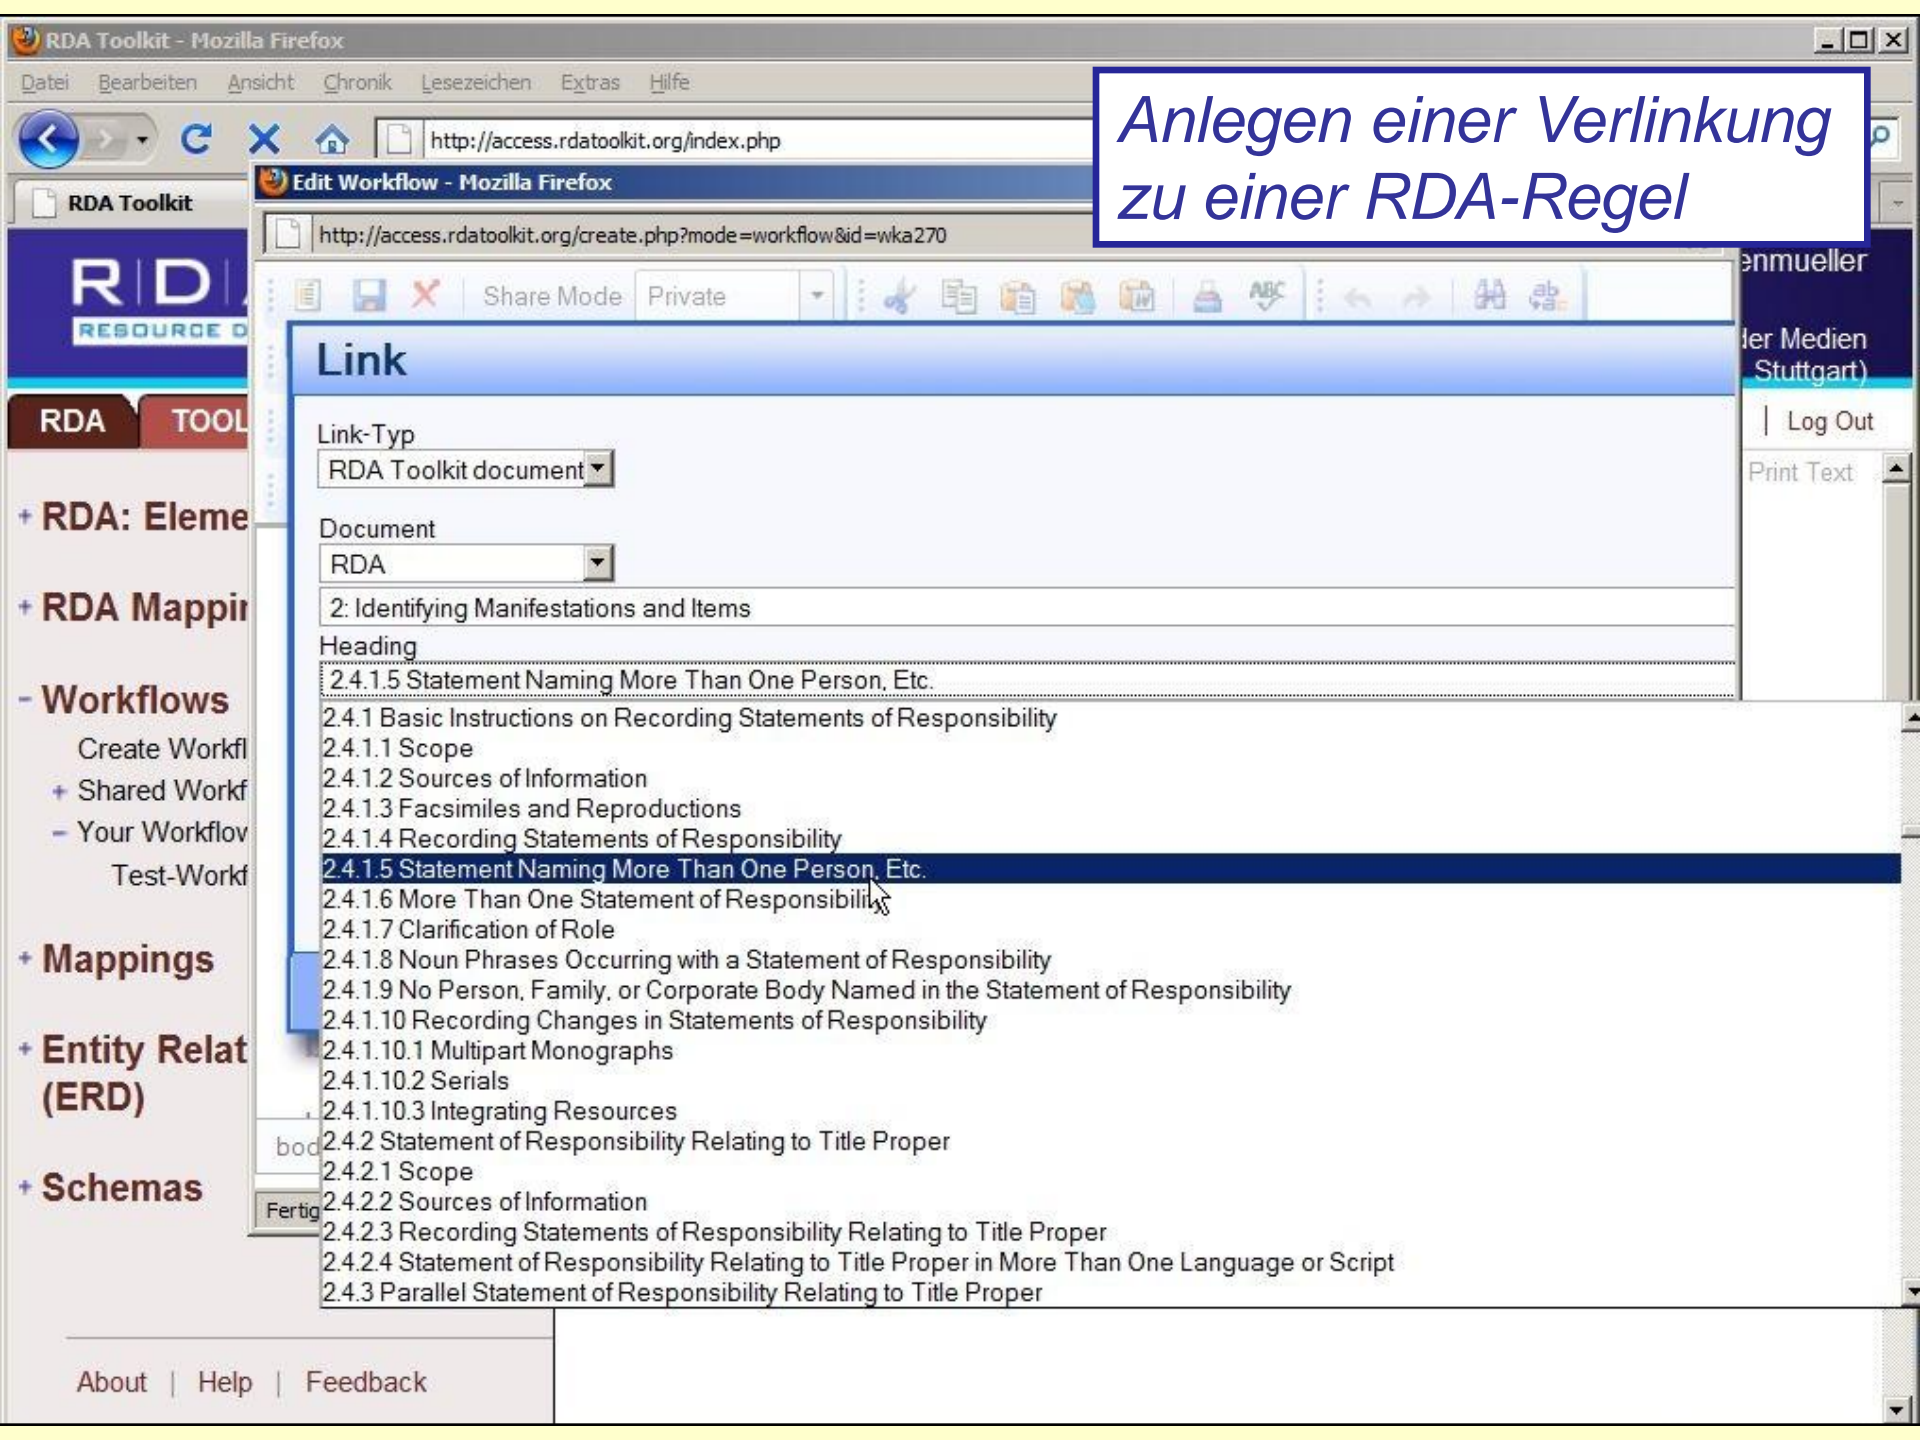 RDA Toolkit - Mozilla Firefox
Datei Bearbeiten Ansicht Chronik Lesezeichen Extras Hilfe
Anlegen einer Verlinkung
zu einer RDA-Regel
http://access.rdatoolkit.org/index.php
RDA Toolkit
Edit Workflow - Mozilla Firefox
http://access.rdatoolkit.org/create.php?mode=workflow&id=wka270
R|D|
RESOURCE D
enmueller
der Medien
Stuttgart)
Share Mode Private
ABC
Link
RDA TOOL
| Log Out
Print Text
Link-Typ
RDA Toolkit document
Document
RDA
2: Identifying Manifestations and Items
Heading
2.4.1.5 Statement Naming More Than One Person, Etc.
2.4.1 Basic Instructions on Recording Statements of Responsibility
2.4.1.1 Scope
2.4.1.2 Sources of Information
2.4.1.3 Facsimiles and Reproductions
2.4.1.4 Recording Statements of Responsibility
2.4.1.5 Statement Naming More Than One Person, Etc.
2.4.1.6 More Than One Statement of Responsibility
2.4.1.7 Clarification of Role
2.4.1.8 Noun Phrases Occurring with a Statement of Responsibility
2.4.1.9 No Person, Family, or Corporate Body Named in the Statement of Responsibility
2.4.1.10 Recording Changes in Statements of Responsibility
2.4.1.10.1 Multipart Monographs
2.4.1.10.2 Serials
2.4.1.10.3 Integrating Resources
2.4.2 Statement of Responsibility Relating to Title Proper
2.4.2.1 Scope
2.4.2.2 Sources of Information
2.4.2.3 Recording Statements of Responsibility Relating to Title Proper
2.4.2.4 Statement of Responsibility Relating to Title Proper in More Than One Language or Script
2.4.3 Parallel Statement of Responsibility Relating to Title Proper
bod
Fertig
+ RDA: Eleme
+ RDA Mappin
- Workflows
Create Workfl
+ Shared Workf
- Your Workflow
Test-Workf
+ Mappings
+ Entity Relat
(ERD)
+ Schemas
About | Help | Feedback